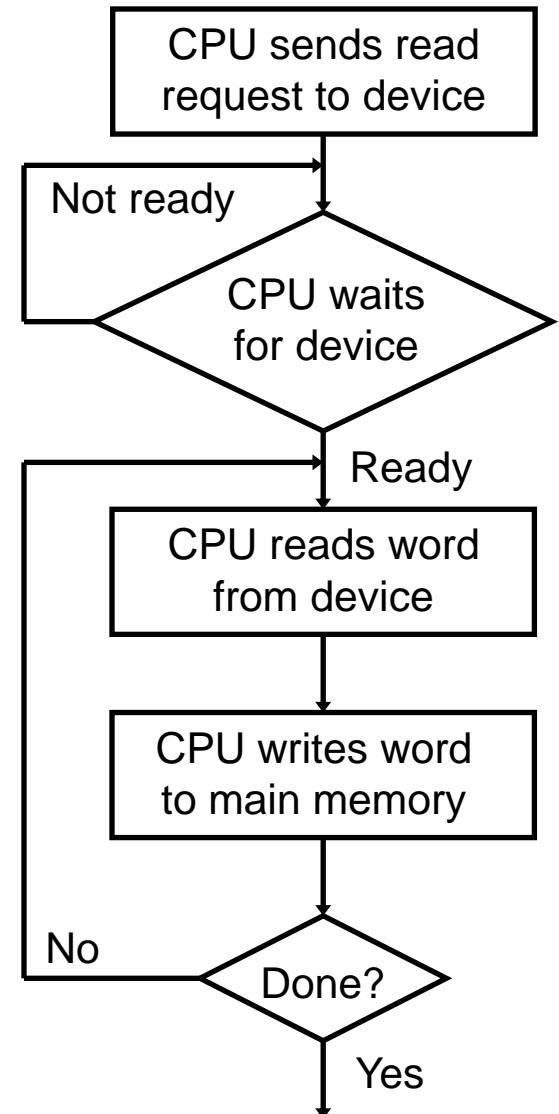 CPU sends read
request to device
Not ready
CPU waits
for device
Ready
CPU reads word
from device
CPU writes word
to main memory
No
Done?
Yes